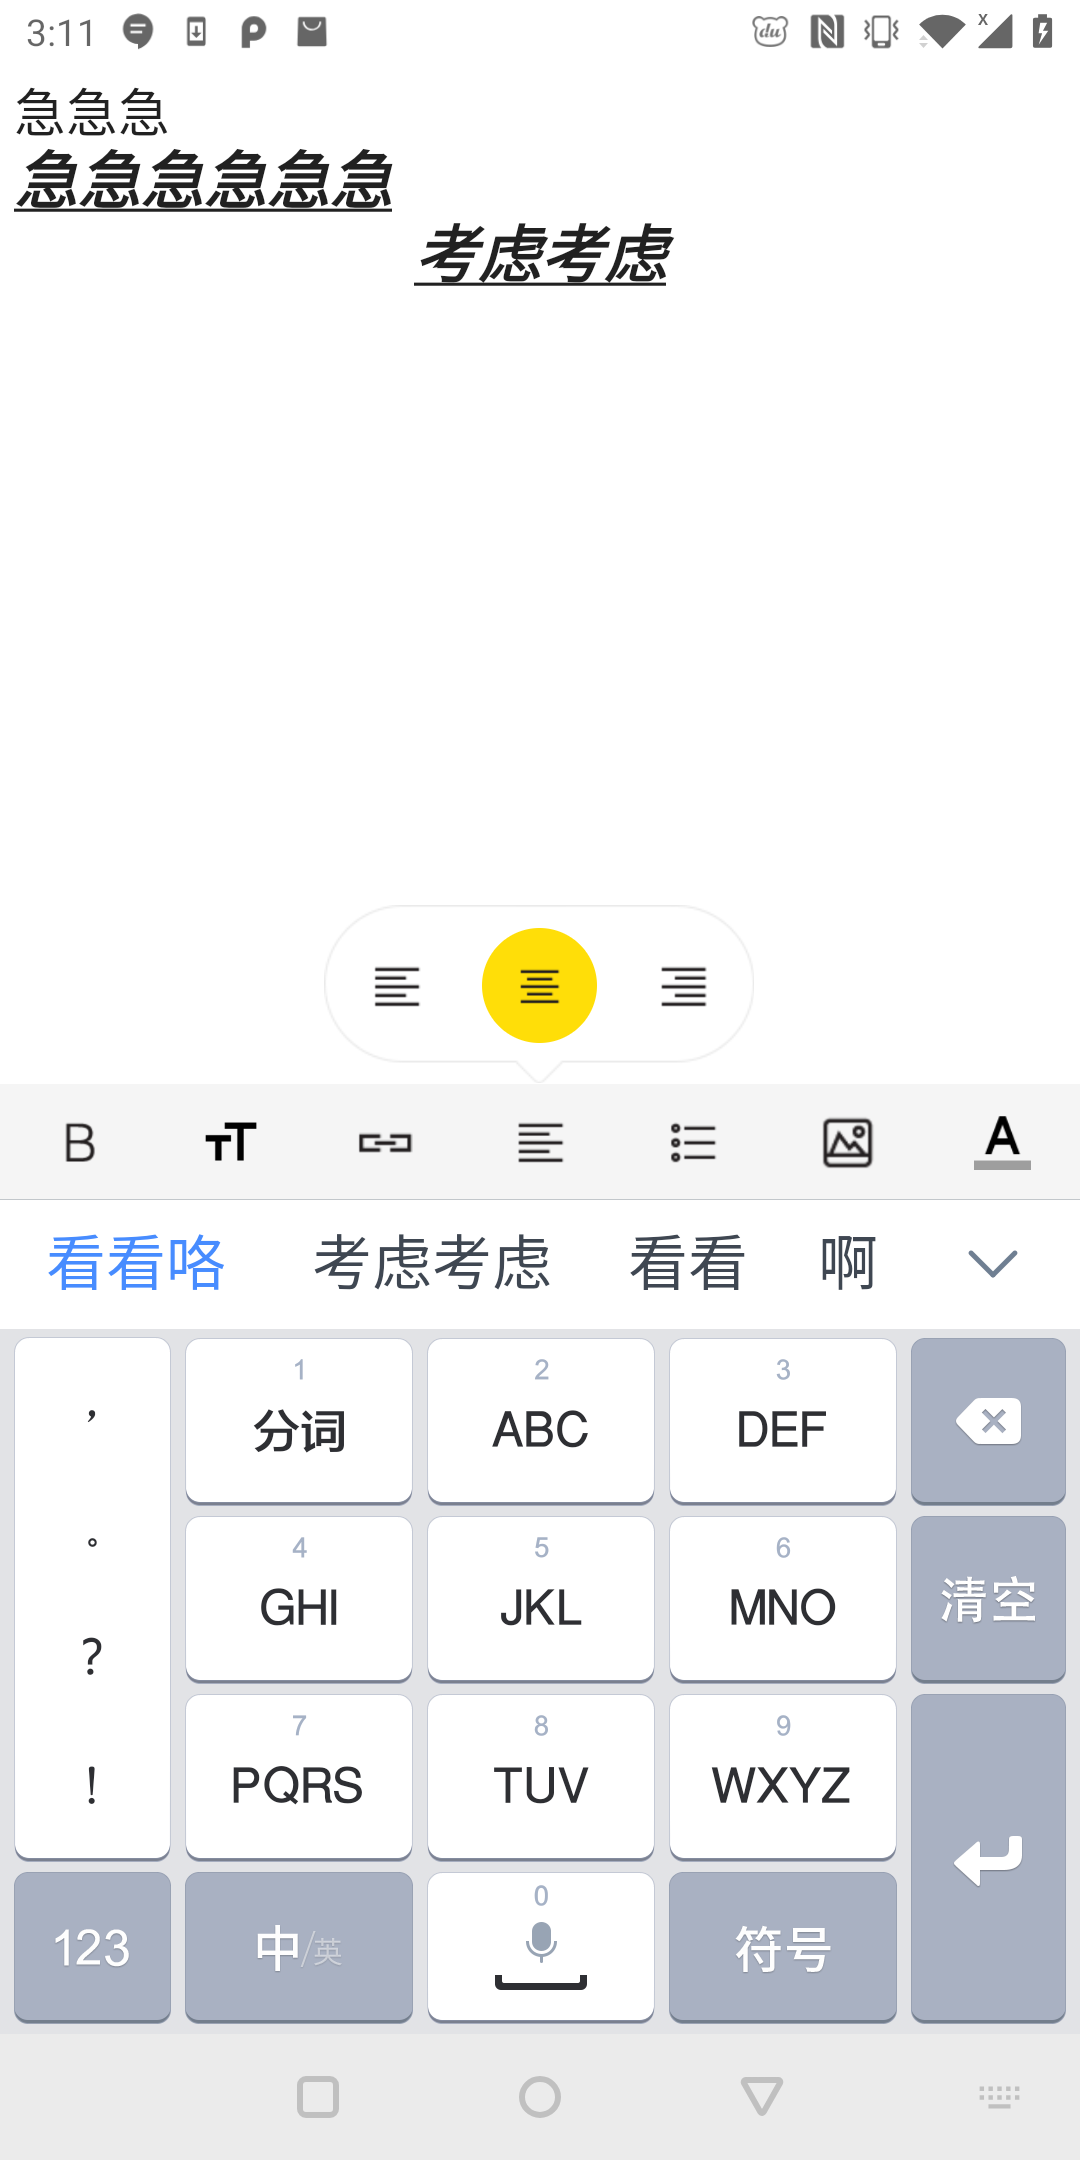 3:11
急急急
急急急急急急
考虑考虑
B TT A
看看咯 考虑考虑 看看 啊
, 1 分词 2 ABC 3 DEF
。 4 GHI 5 JKL 6 MNO 清空
? 7 PQRS 8 TUV 9 WXYZ
!
123 中/英 0 符号